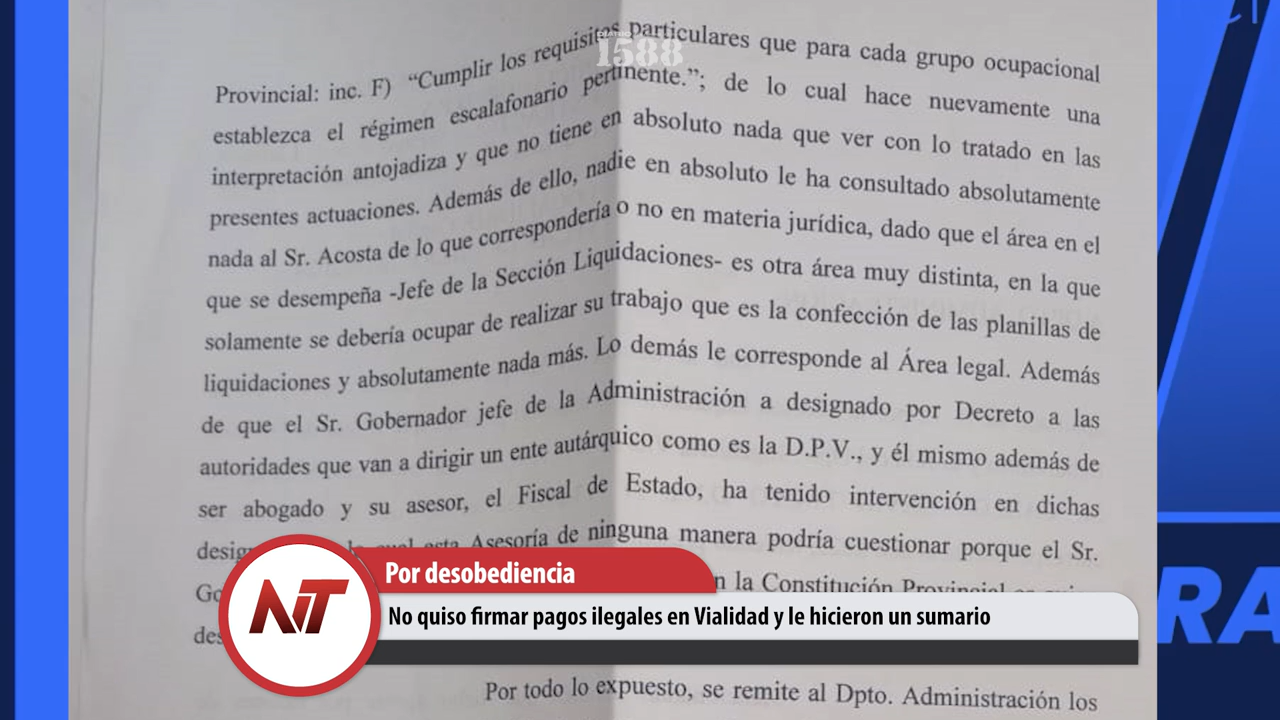 Provincial: inc. F) “Cumplir los requisitos particulares que para cada grupo ocupacional
establezca el régimen escalafonario pertinente.”; de lo cual hace nuevamente una
interpretación antojadiza y que no tiene en absoluto nada que ver con lo tratado en las
presentes actuaciones. Además de ello, nadie en absoluto le ha consultado absolutamente
nada al Sr. Acosta de lo que correspondería o no en materia jurídica, dado que el área en el
que se desempeña -Jefe de la Sección Liquidaciones- es otra área muy distinta, en la que
solamente se debería ocupar de realizar su trabajo que es la confección de las planillas de
liquidaciones y absolutamente nada más. Lo demás le corresponde al Área legal. Además
de que el Sr. Gobernador jefe de la Administración a designado por Decreto a las
autoridades que van a dirigir un ente autárquico como es la D.P.V., y él mismo además de
ser abogado y su asesor, el Fiscal de Estado, ha tenido intervención en dichas
Asesoría de ninguna manera podría cuestionar porque el Sr.
la Constitución Provincial
Por todo lo expuesto, se remite al Dpto. Administración los
1588
NT
Por desobediencia
No quiso firmar pagos ilegales en Vialidad y le hicieron un sumario
RA